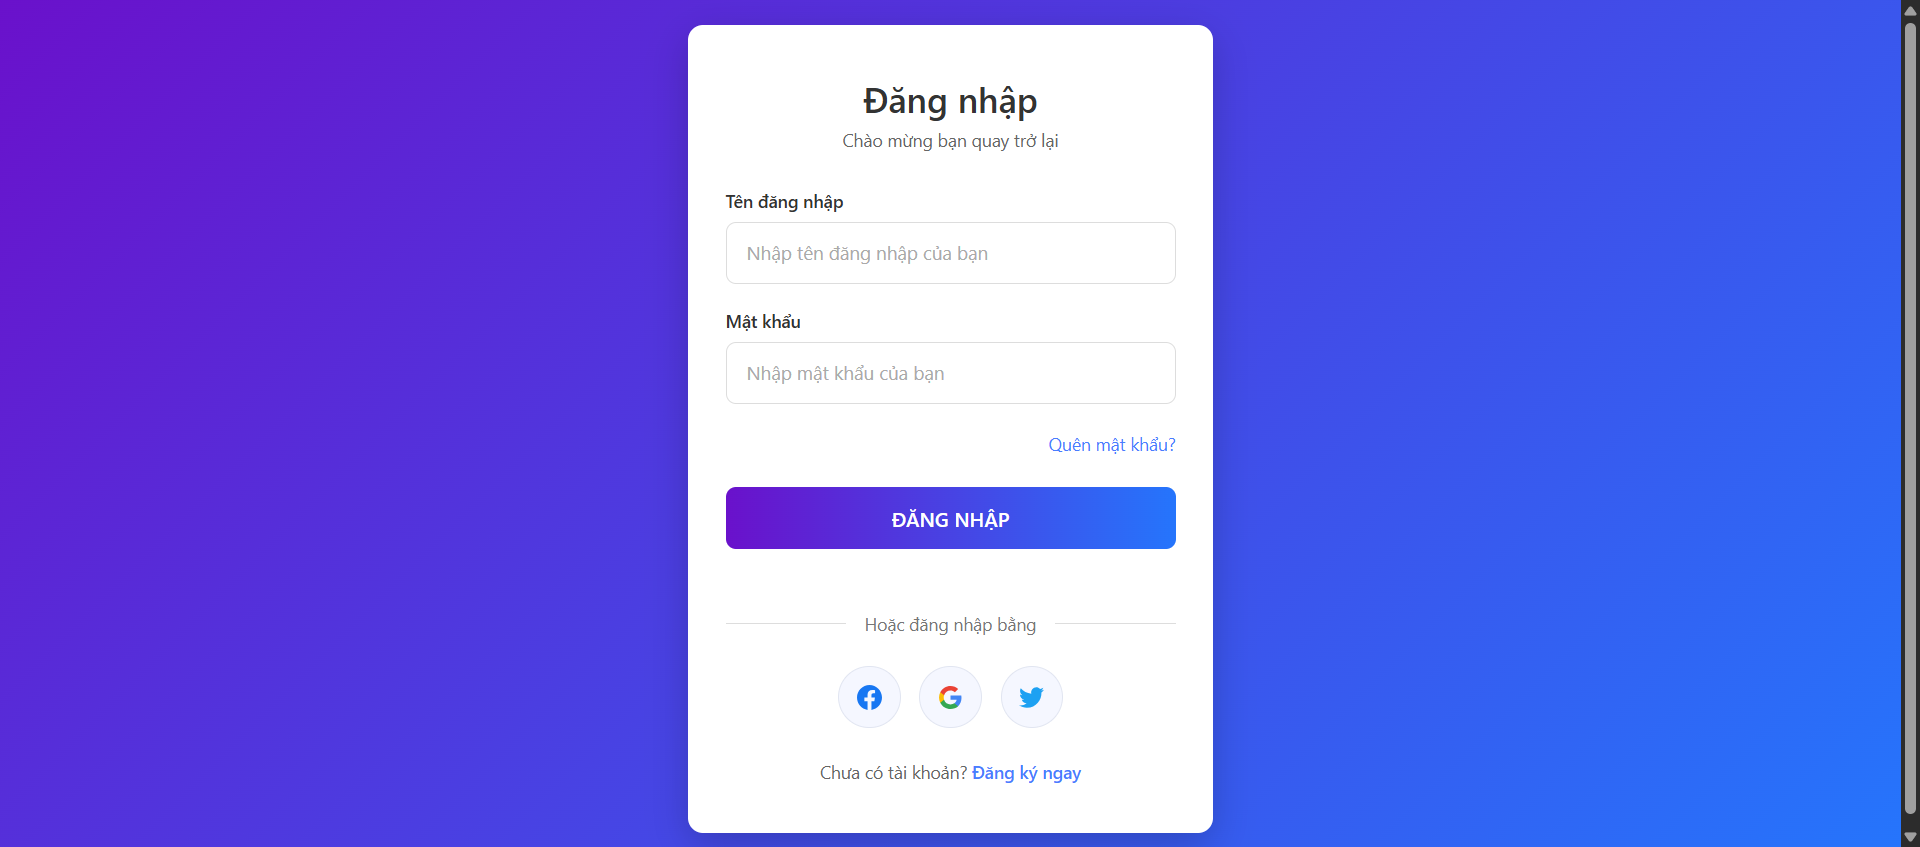 Đăng nhập
Chào mừng bạn quay trở lại
Tên đăng nhập
Nhập tên đăng nhập của bạn
Mật khẩu
Nhập mật khẩu của bạn
Quên mật khẩu?
ĐĂNG NHẬP
Hoặc đăng nhập bằng
Chưa có tài khoản? Đăng ký ngay